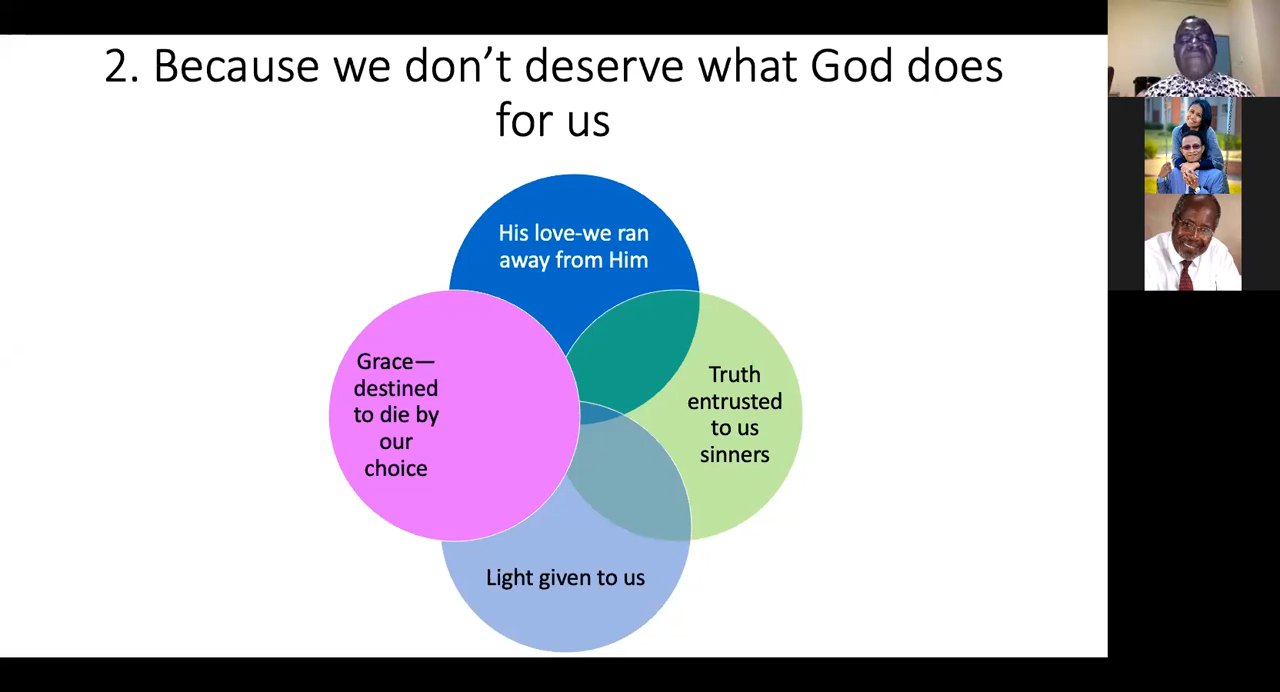 2. Because we don’t deserve what God does
for us
His love-we ran
away from Him
Grace—
destined
to die by
our
choice
Truth
entrusted
to us
sinners
Light given to us